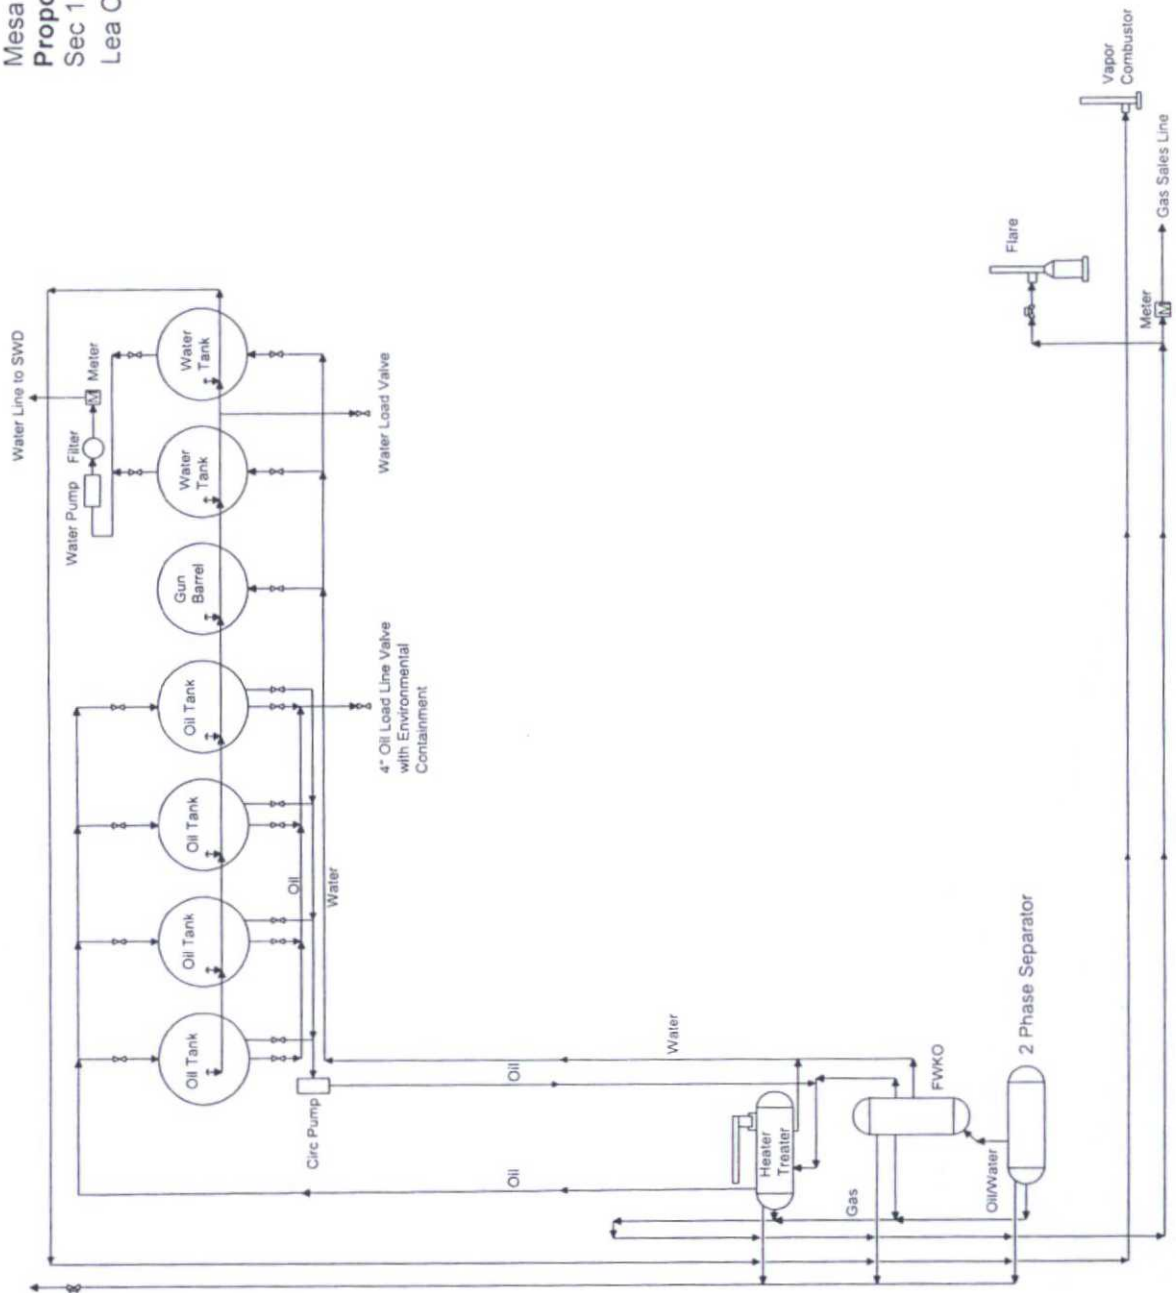 Mesa
Propo
Sec 1
Lea C
Water Line to SWD
Water Pump
Filter
M
Meter
Oil Tank
Oil Tank
Oil Tank
Oil Tank
Gun
Barrel
Water
Tank
Water
Tank
Oil
Water
4" Oil Load Line Valve
with Environmental
Containment
Water Load Valve
Circ Pump
Oil
Oil
Water
Heater
Treater
Gas
FWKO
Oil/Water
2 Phase Separator
Flare
Vapor
Combustor
Meter
M
Gas Sales Line